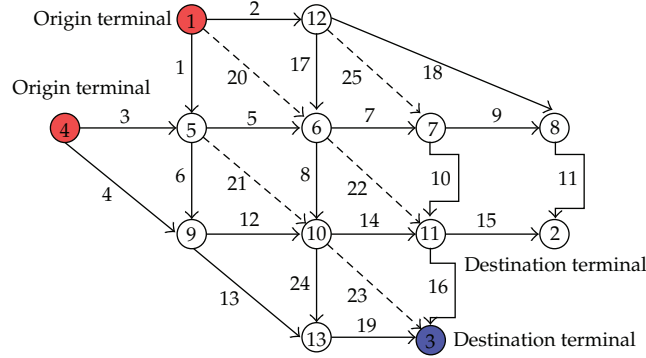 Origin terminal 1 2 12
1 20 17 25 18
Origin terminal
4 3 5 5 6 7 7 9 8
4 6 21 8 22 10 11
9 12 10 14 11 15 2
Destination terminal
13 24 23 16
13 19 3 Destination terminal